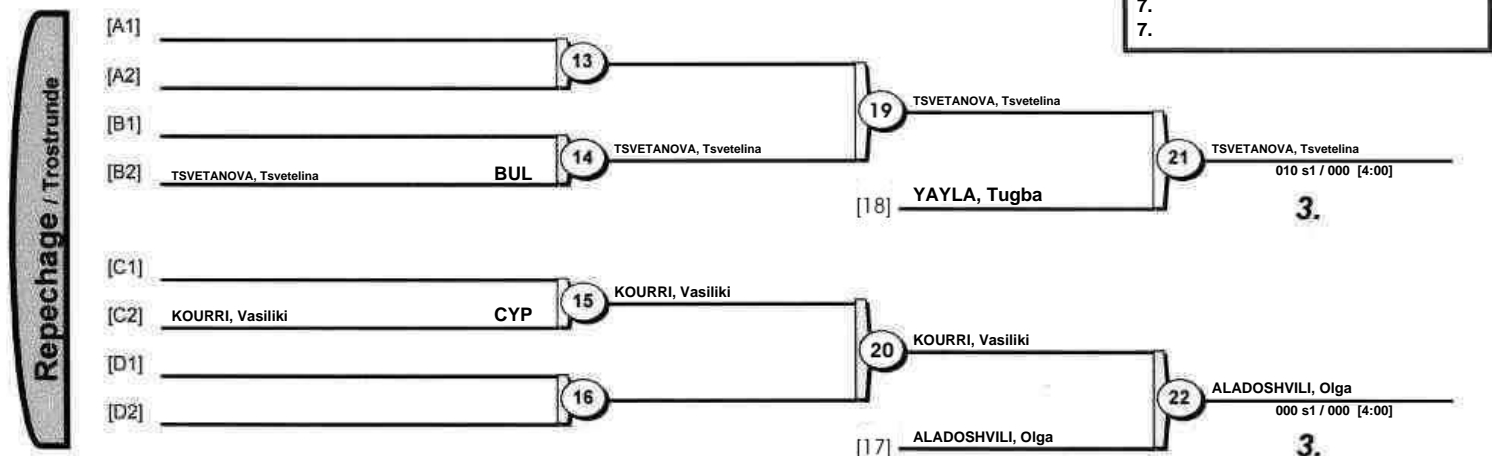 7.
7.
Repechage / Trostrunde
[A1]
[A2]
13
[B1]
[B2] TSVETANOVA, Tsvetelina BUL
14
TSVETANOVA, Tsvetelina
19
TSVETANOVA, Tsvetelina
[18] YAYLA, Tugba
21
TSVETANOVA, Tsvetelina
010 s1 / 000 [4:00]
3.
[C1]
[C2] KOURRI, Vasiliki CYP
15
KOURRI, Vasiliki
[D1]
[D2]
16
20
KOURRI, Vasiliki
[17] ALADOSHVILI, Olga
22
ALADOSHVILI, Olga
000 s1 / 000 [4:00]
3.